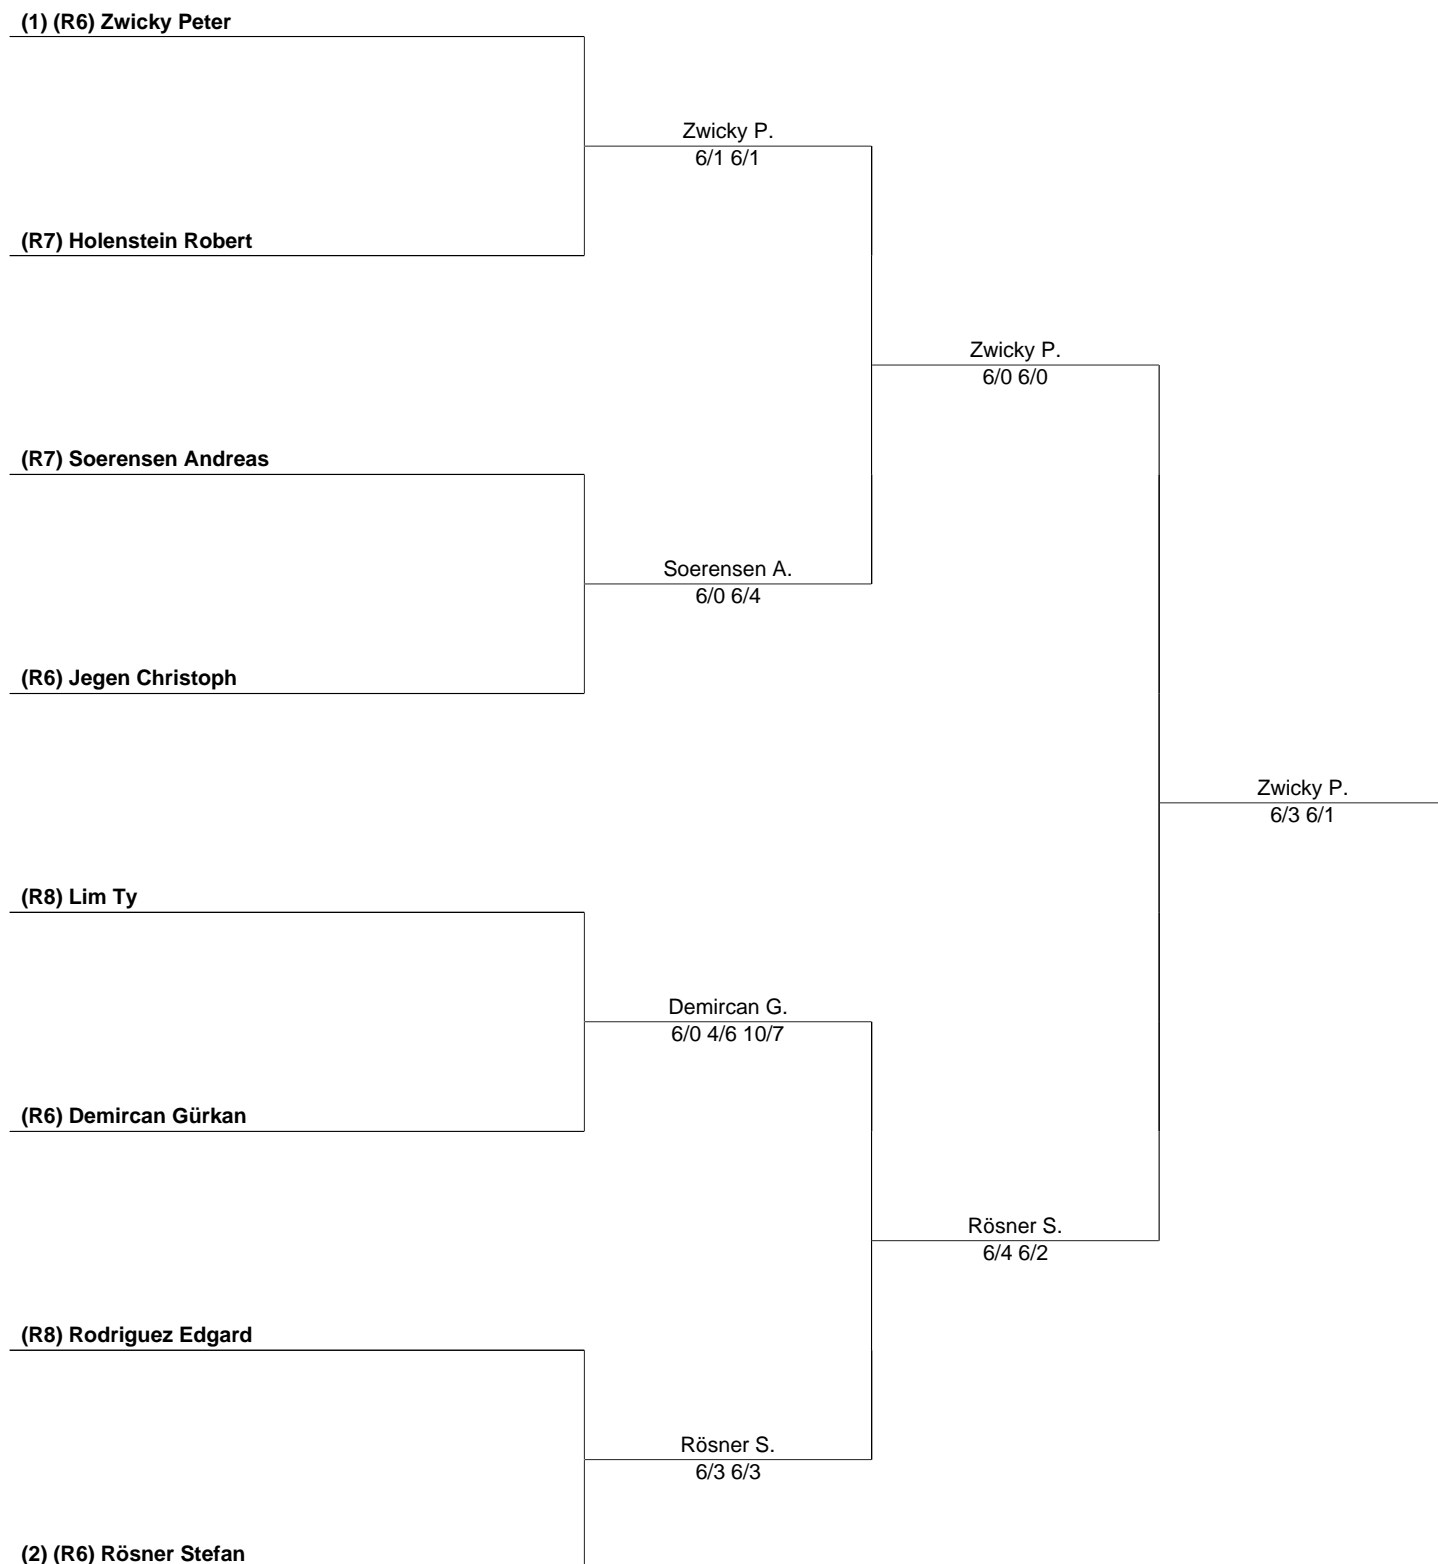 (1) (R6) Zwicky Peter
Zwicky P.
6/1 6/1
(R7) Holenstein Robert
Zwicky P.
6/0 6/0
(R7) Soerensen Andreas
Soerensen A.
6/0 6/4
(R6) Jegen Christoph
Zwicky P.
6/3 6/1
(R8) Lim Ty
Demircan G.
6/0 4/6 10/7
(R6) Demircan Gürkan
Rösner S.
6/4 6/2
(R8) Rodriguez Edgard
Rösner S.
6/3 6/3
(2) (R6) Rösner Stefan